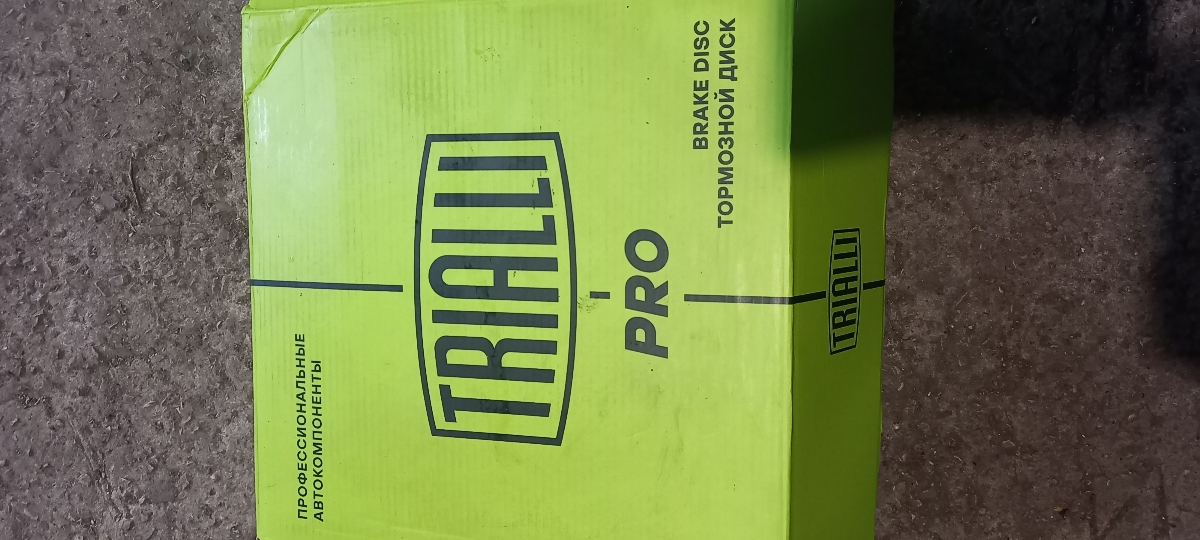 ПРОФЕССИОНАЛЬНЫЕ
АВТОКОМПОНЕНТЫ
TRIALLI
PRO
BRAKE DISC
ТОРМОЗНОЙ ДИСК
TRIALLI